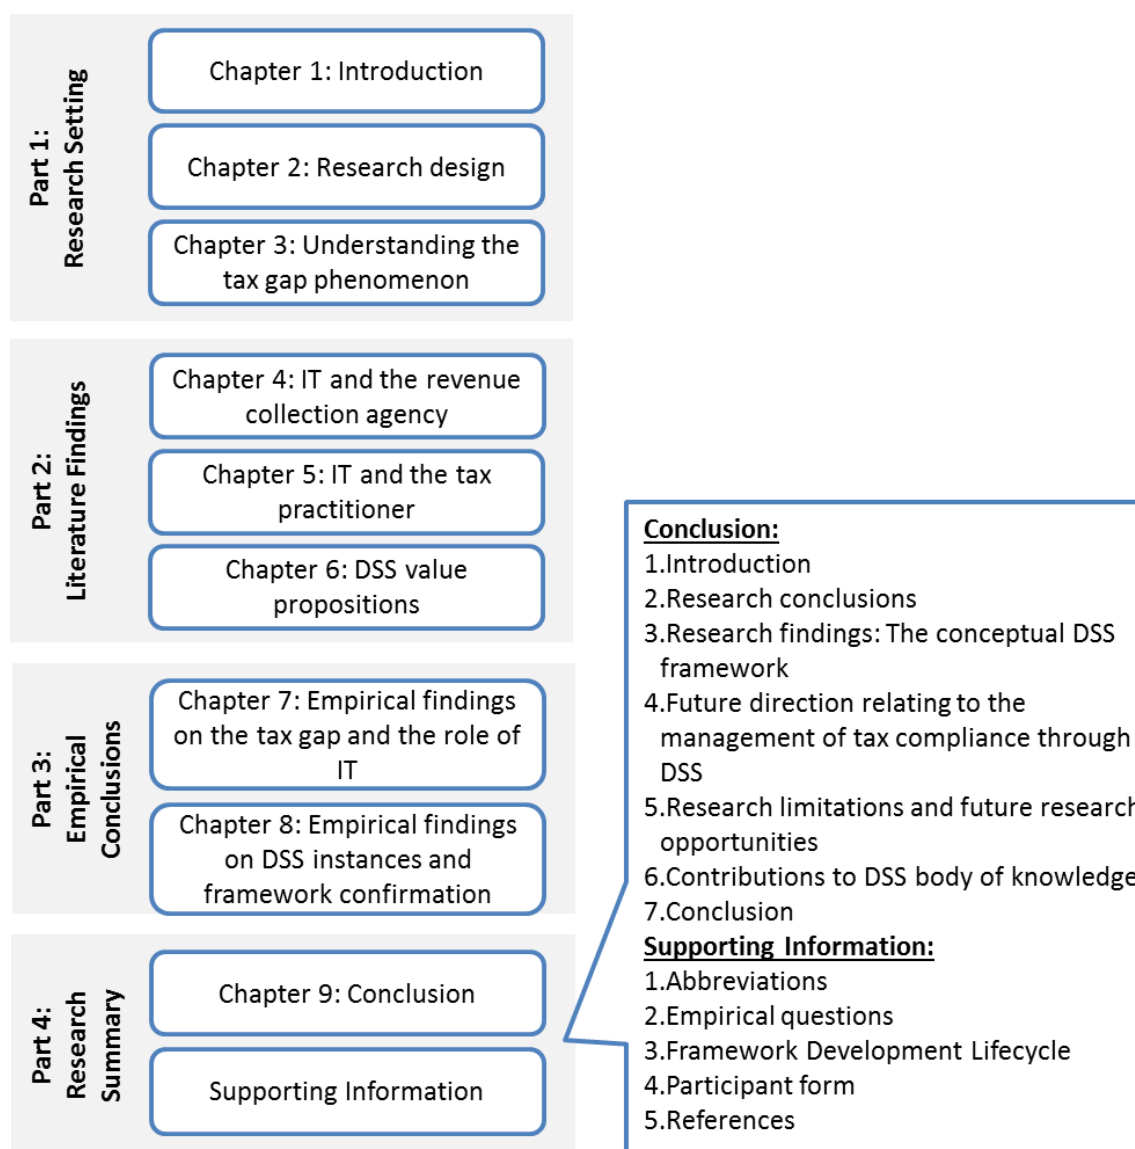 Part 1:
Research Setting
Chapter 1: Introduction
Chapter 2: Research design
Chapter 3: Understanding the
tax gap phenomenon
Part 2:
Literature Findings
Chapter 4: IT and the revenue
collection agency
Chapter 5: IT and the tax
practitioner
Chapter 6: DSS value
propositions
Part 3:
Empirical
Conclusions
Chapter 7: Empirical findings
on the tax gap and the role of
IT
Chapter 8: Empirical findings
on DSS instances and
framework confirmation
Part 4:
Research
Summary
Chapter 9: Conclusion
Supporting Information
Conclusion:
1.Introduction
2.Research conclusions
3.Research findings: The conceptual DSS
framework
4.Future direction relating to the
management of tax compliance through
DSS
5.Research limitations and future research
opportunities
6.Contributions to DSS body of knowledge
7.Conclusion
Supporting Information:
1.Abbreviations
2.Empirical questions
3.Framework Development Lifecycle
4.Participant form
5.References